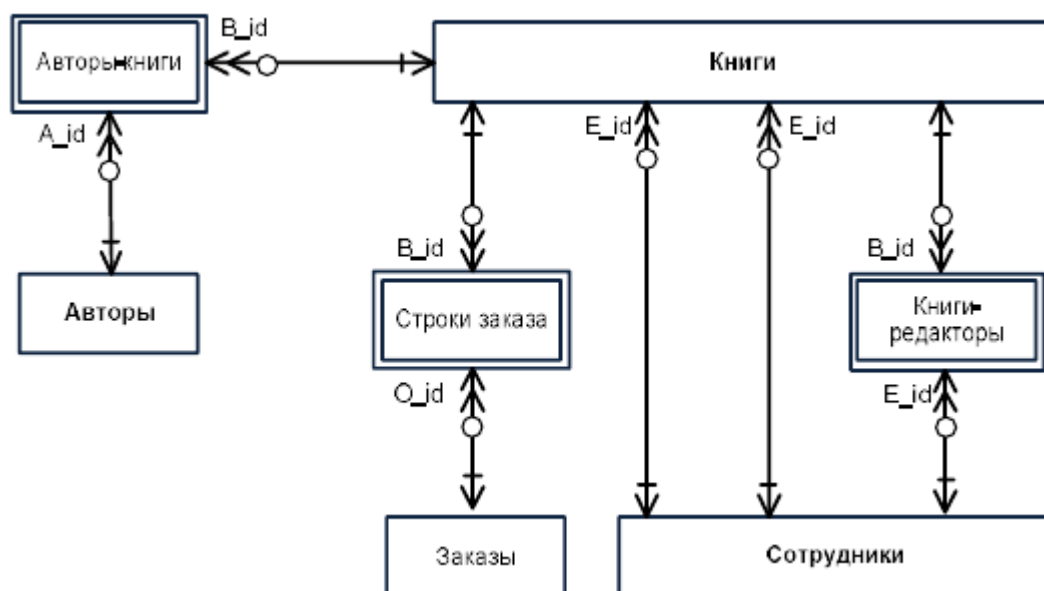 B_id
Авторы-книги
Книги
A_id
E_id
E_id
B_id
B_id
Авторы
Строки заказа
Книги-
редакторы
O_id
E_id
Заказы
Сотрудники